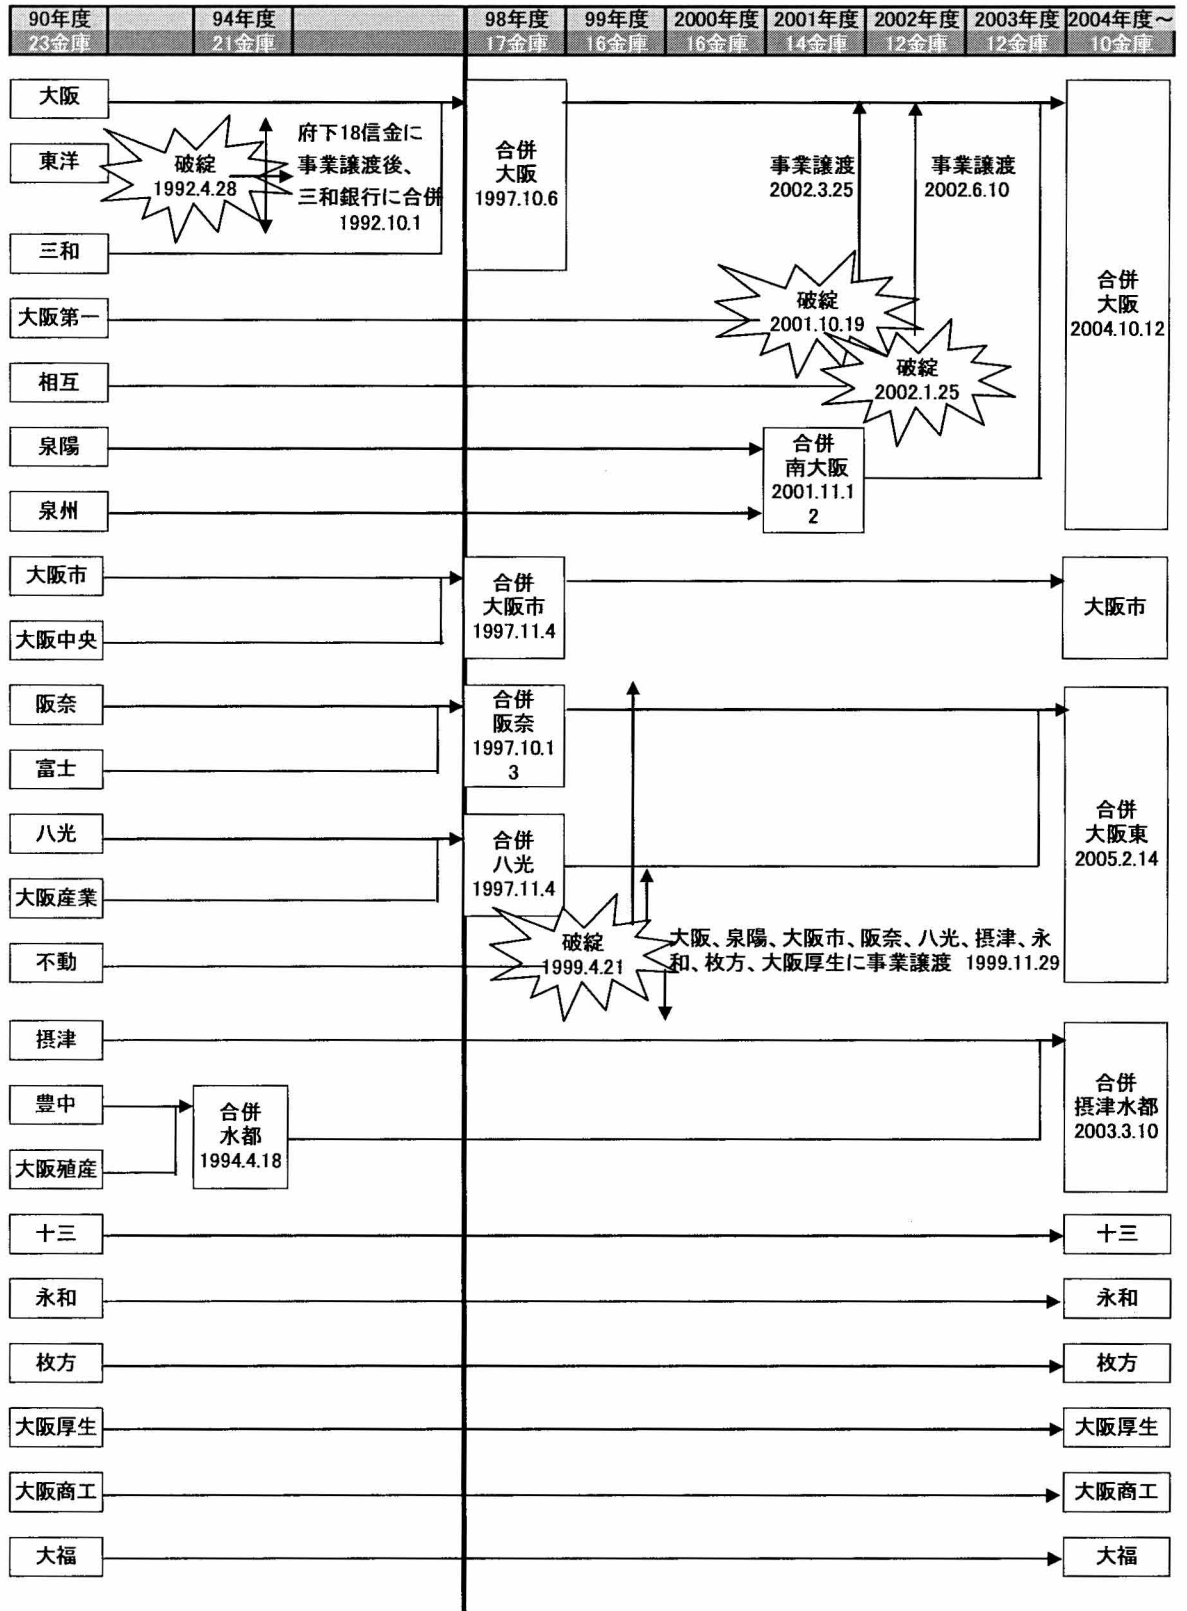 90年度 94年度 98年度 99年度 2000年度 2001年度 2002年度 2003年度 2004年度～
23金庫 21金庫 17金庫 16金庫 16金庫 14金庫 12金庫 12金庫 10金庫
大阪
東洋
破綻
1992.4.28
府下18信金に
事業譲渡後、
三和銀行に合併
1992.10.1
三和
合併
大阪
1997.10.6
事業譲渡
2002.3.25
事業譲渡
2002.6.10
合併
大阪
2004.10.12
大阪第一
破綻
2001.10.19
相互
破綻
2002.1.25
泉陽
泉州
合併
南大阪
2001.11.1
2
大阪市
大阪中央
合併
大阪市
1997.11.4
大阪市
阪奈
富士
合併
阪奈
1997.10.1
3
八光
大阪産業
合併
八光
1997.11.4
合併
大阪東
2005.2.14
不動
破綻
1999.4.21
大阪、泉陽、大阪市、阪奈、八光、摂津、永
和、枚方、大阪厚生に事業譲渡 1999.11.29
摂津
豊中
大阪殖産
合併
水都
1994.4.18
合併
摂津水都
2003.3.10
十三 十三
永和 永和
枚方 枚方
大阪厚生 大阪厚生
大阪商工 大阪商工
大福 大福